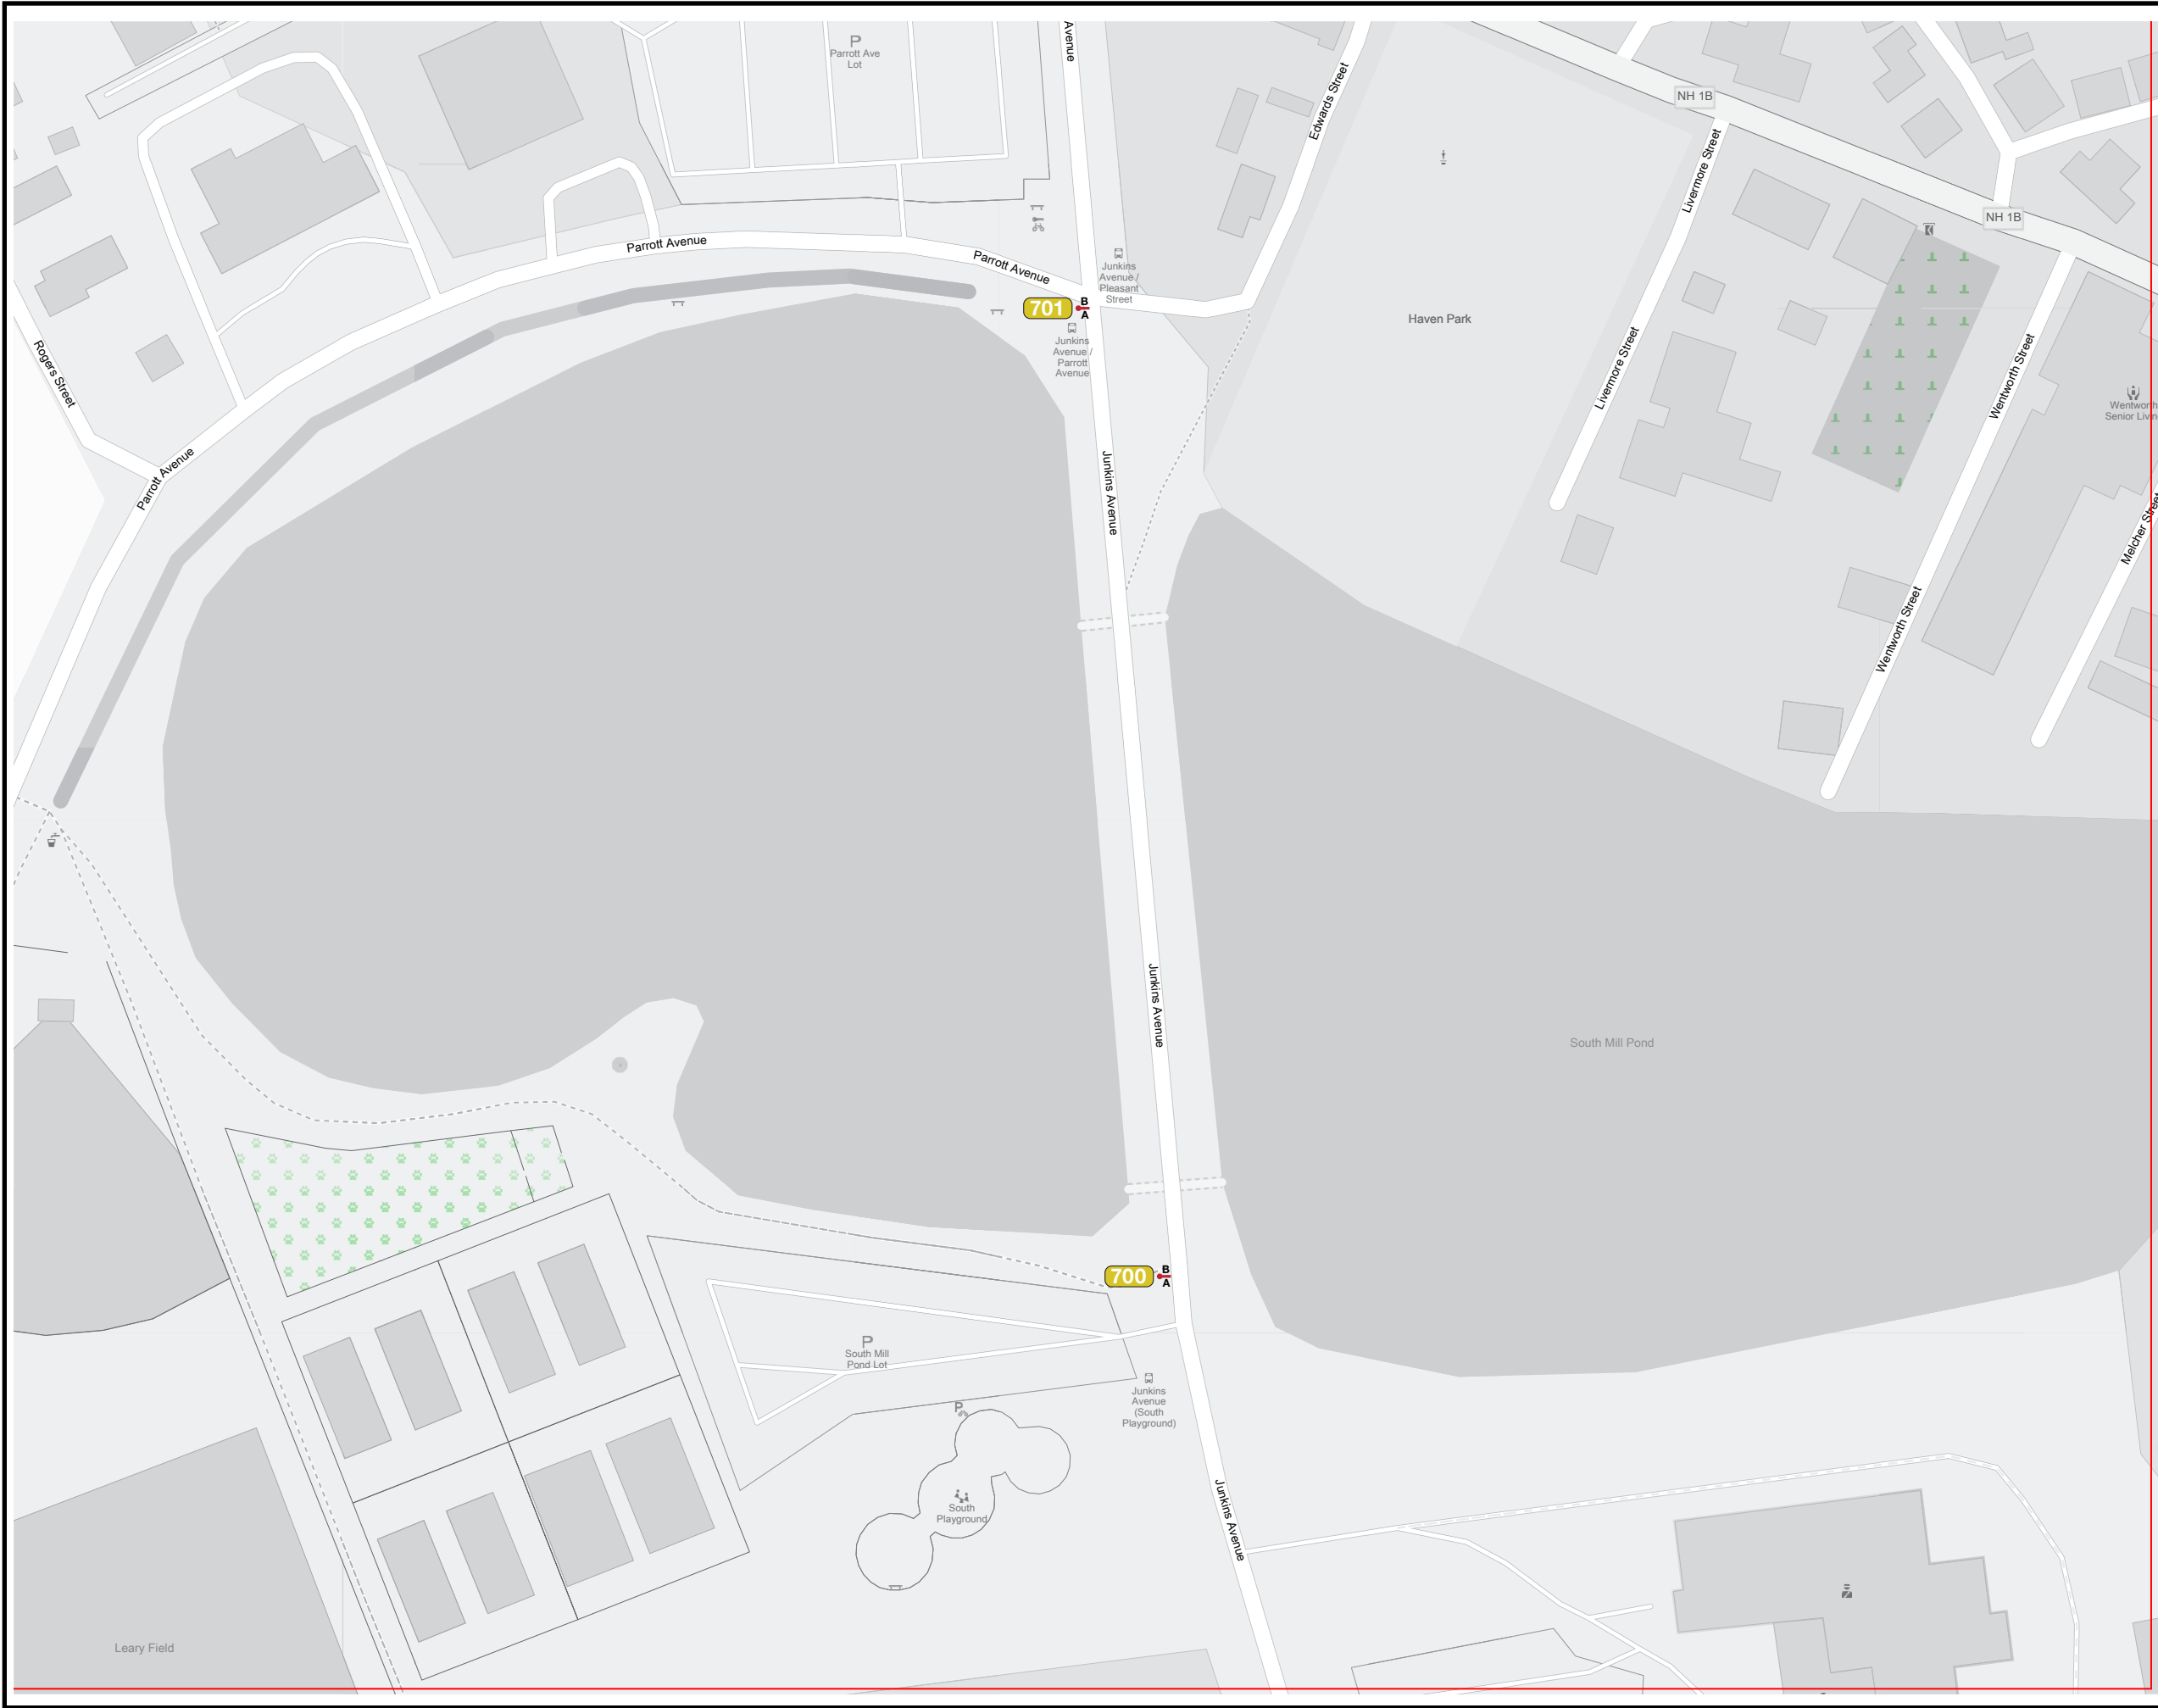 P
Parrott Ave
Lot
Avenue
Edwards Street
NH 1B
Livermore Street
NH 1B
Parrott Avenue
Parrott Avenue
Junkins
Avenue /
Pleasant
Street
701
B
A
Junkins
Avenue /
Parrott
Avenue
Haven Park
Rogers Street
Livermore Street
Wentworth Street
Wentworth
Senior Livin
Parrott Avenue
Junkins Avenue
Melcher Street
Wentworth Street
Junkins Avenue
South Mill Pond
700
B
A
P
South Mill
Pond Lot
Junkins
Avenue
(South
Playground)
P
South
Playground
Junkins Avenue
Leary Field